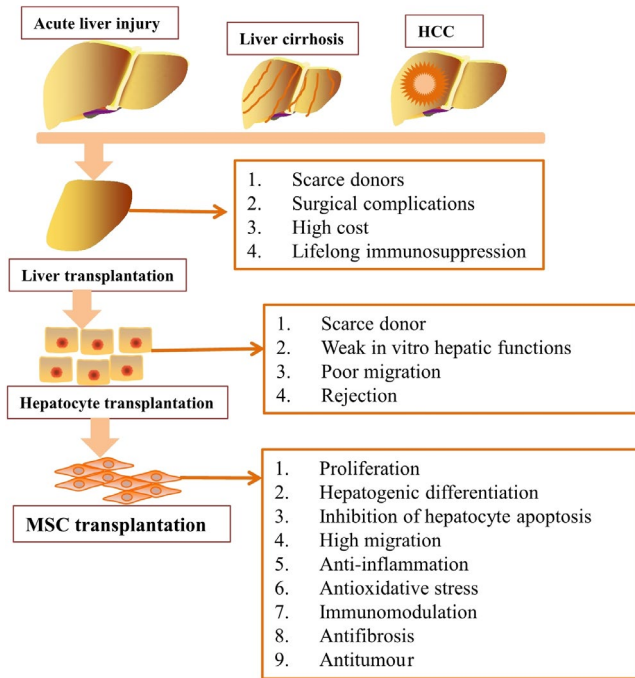 Acute liver injury
Liver cirrhosis
HCC
1. Scarce donors
2. Surgical complications
3. High cost
4. Lifelong immunosuppression
Liver transplantation
1. Scarce donor
2. Weak in vitro hepatic functions
3. Poor migration
4. Rejection
Hepatocyte transplantation
1. Proliferation
2. Hepatogenic differentiation
3. Inhibition of hepatocyte apoptosis
4. High migration
5. Anti-inflammation
6. Antioxidative stress
7. Immunomodulation
8. Antifibrosis
9. Antitumour
MSC transplantation